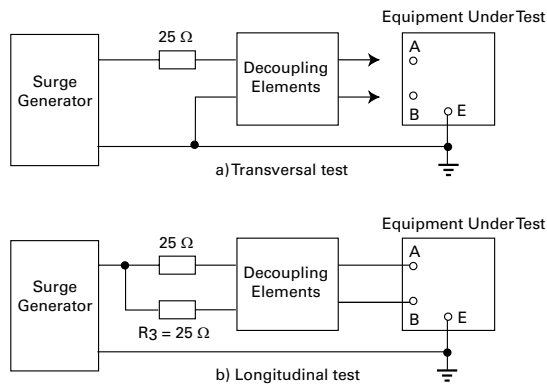 Equipment Under Test
25 Ω
A
Surge
Generator
Decoupling
Elements
B
E
a) Transversal test
Equipment Under Test
25 Ω
A
Surge
Generator
Decoupling
Elements
B
E
R3 = 25 Ω
b) Longitudinal test